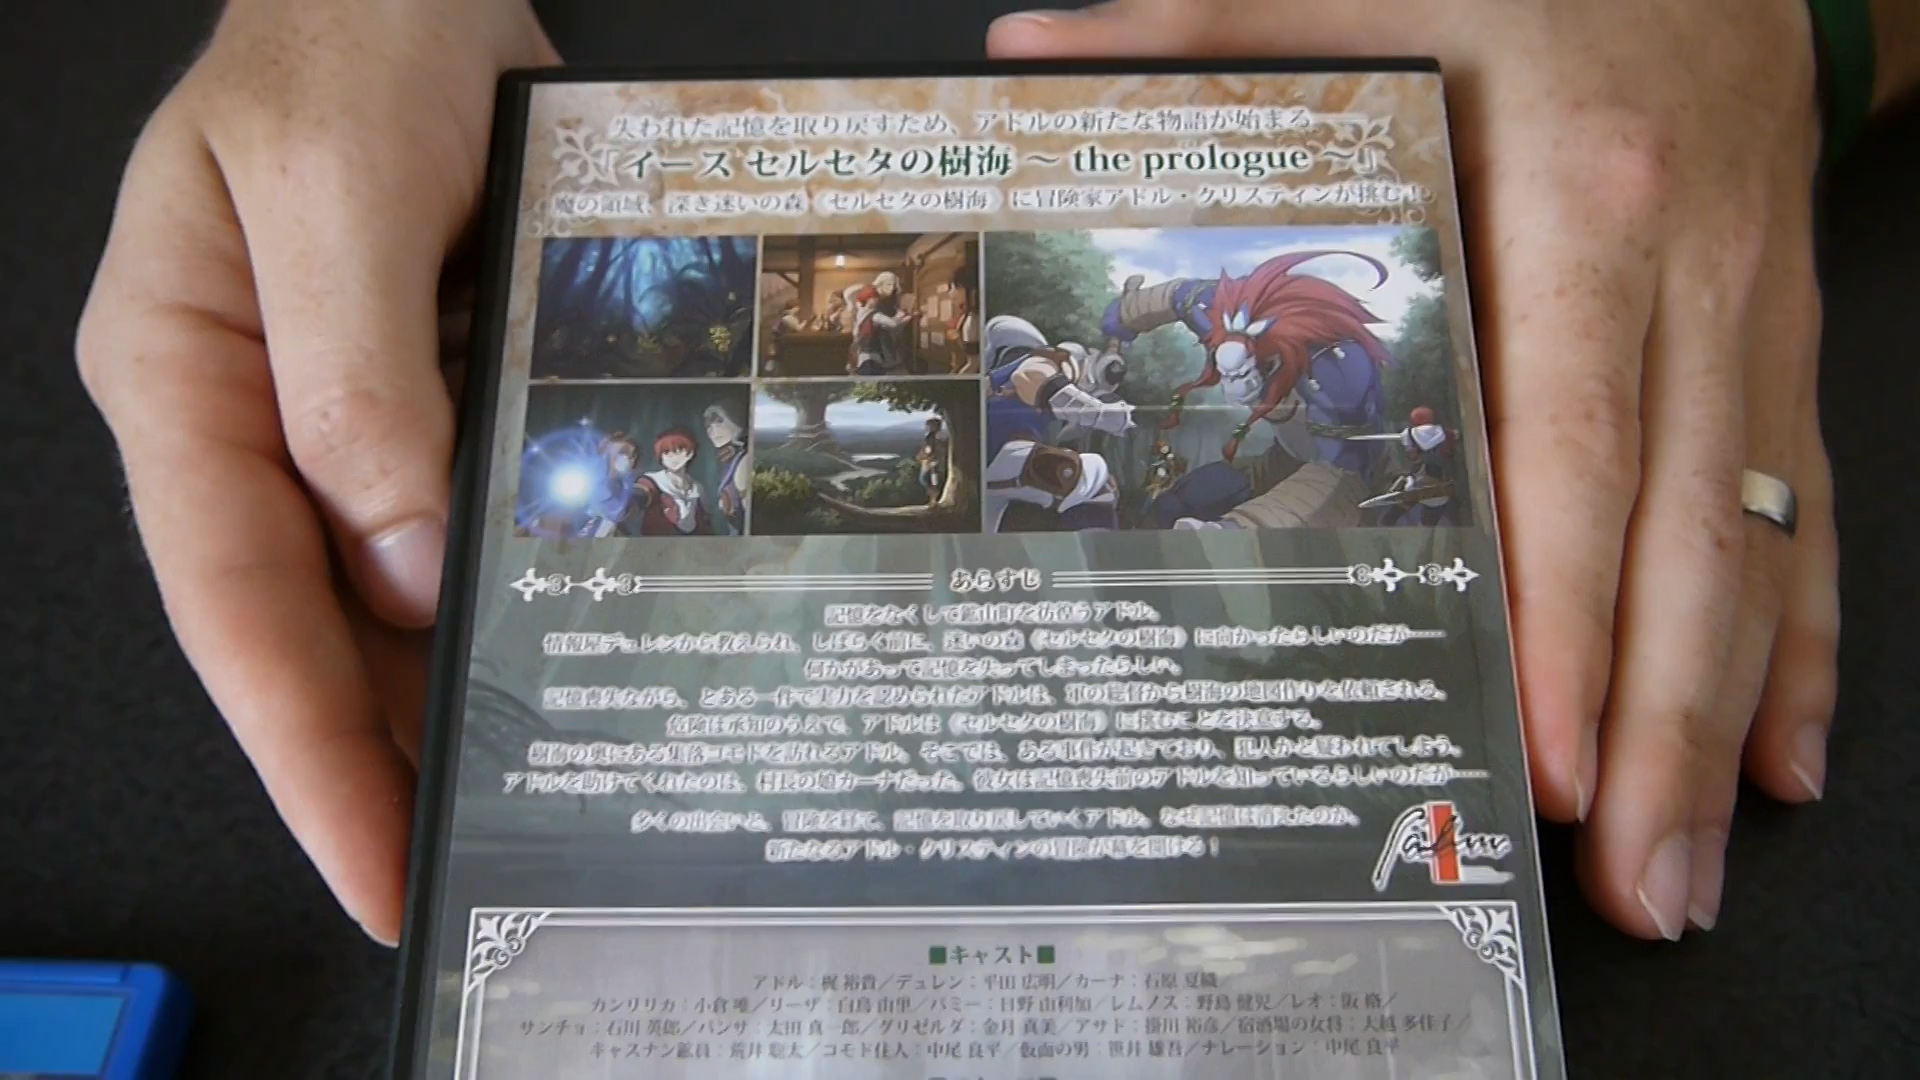 失われた記憶を取り戻すため、アドルの新たな物語が始まる――
『イース セルセタの樹海 ～ the prologue ～』
魔の領域、深き迷いの森《セルセタの樹海》に冒険家アドル・クリスティンが挑む！
あらすじ
記憶をなくして鉱山町を彷徨うアドル。
情報屋デュレンから教えられ、しばらく前に、迷いの森《セルセタの樹海》に向かったらしいのだが……
何かがあって記憶を失ってしまったらしい。
記憶喪失ながら、とある一件で実力を認められたアドルは、軍の総督から樹海の地図作りを依頼される。
危険は承知のうえで、アドルは《セルセタの樹海》に挑むことを決意する。
樹海の奥にある集落コモドを訪れるアドル。そこでは、ある事件が起きており、犯人かと疑われてしまう。
アドルを助けてくれたのは、村長の娘カーナだった。彼女は記憶喪失前のアドルを知っているらしいのだが……
多くの出会いと、冒険を経て、記憶を取り戻していくアドル。なぜ記憶は消えたのか。
新たなるアドル・クリスティンの冒険が幕を開ける！
falcom
■キャスト■
アドル：梶 裕貴／デュレン：平田 広明／カーナ：石原 夏織／
カンリリカ：小倉 唯／リーザ：白鳥 由里／バミー：日野 由利加／レムノス：野島 健児／レオ：阪 脩／
サンチョ：石川 英郎／パンサ：太田 真一郎／グリゼルダ：金月 真美／アサド：掛川 裕彦／宿酒場の女将：大越 多佳子／
キャスナン鉱員：荒井 聡太／コモド住人：中尾 良平／仮面の男：笹井 雄吾／ナレーション：中尾 良平